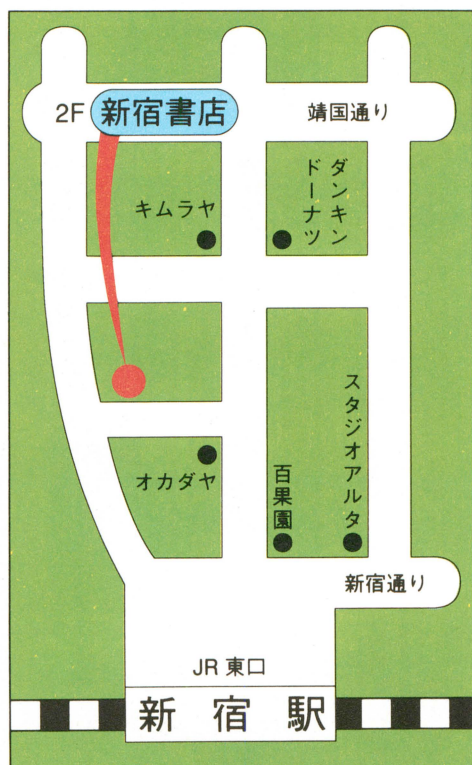 2F 新宿書店
靖国通り
キムラヤ
ダンキン
ドーナツ
スタジオアルタ
オカダヤ
百果園
新宿通り
JR 東口
新宿駅